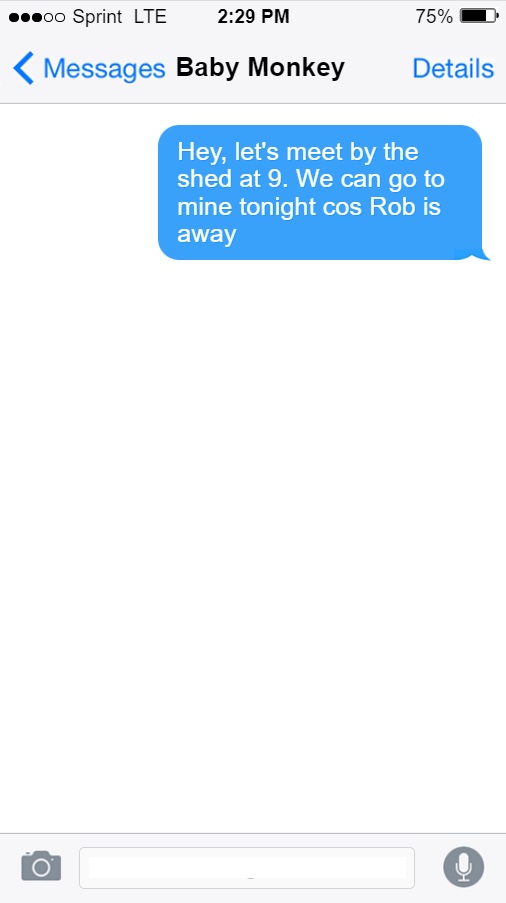 Sprint LTE 2:29 PM 75%
Messages Baby Monkey Details
Hey, let's meet by the
shed at 9. We can go to
mine tonight cos Rob is
away